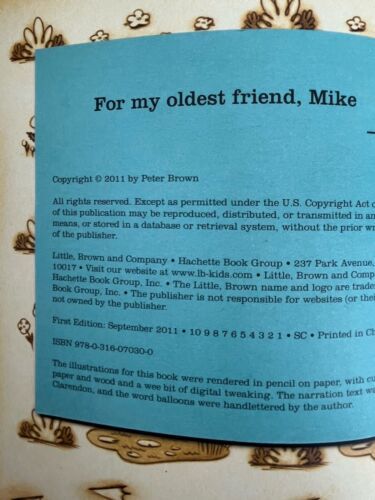 For my oldest friend, Mike
Copyright © 2011 by Peter Brown
All rights reserved. Except as permitted under the U.S. Copyright Act
of this publication may be reproduced, distributed, or transmitted in
means, or stored in a database or retrieval system, without the prior
of the publisher.
Little, Brown and Company • Hachette Book Group • 237 Park Avenue,
10017 • Visit our website at www.lb-kids.com • Little, Brown and
Hachette Book Group, Inc. • The Little, Brown name and logo are
Book Group, Inc. • The publisher is not responsible for websites (or
not owned by the publisher.
First Edition: September 2011 • 10 9 8 7 6 5 4 3 2 1 • SC • Printed in
ISBN 978-0-316-07030-0
The illustrations for this book were rendered in pencil on paper, with
paper and wood and a wee bit of digital tweaking. The narration text
Clarendon, and the word balloons were handlettered by the author.